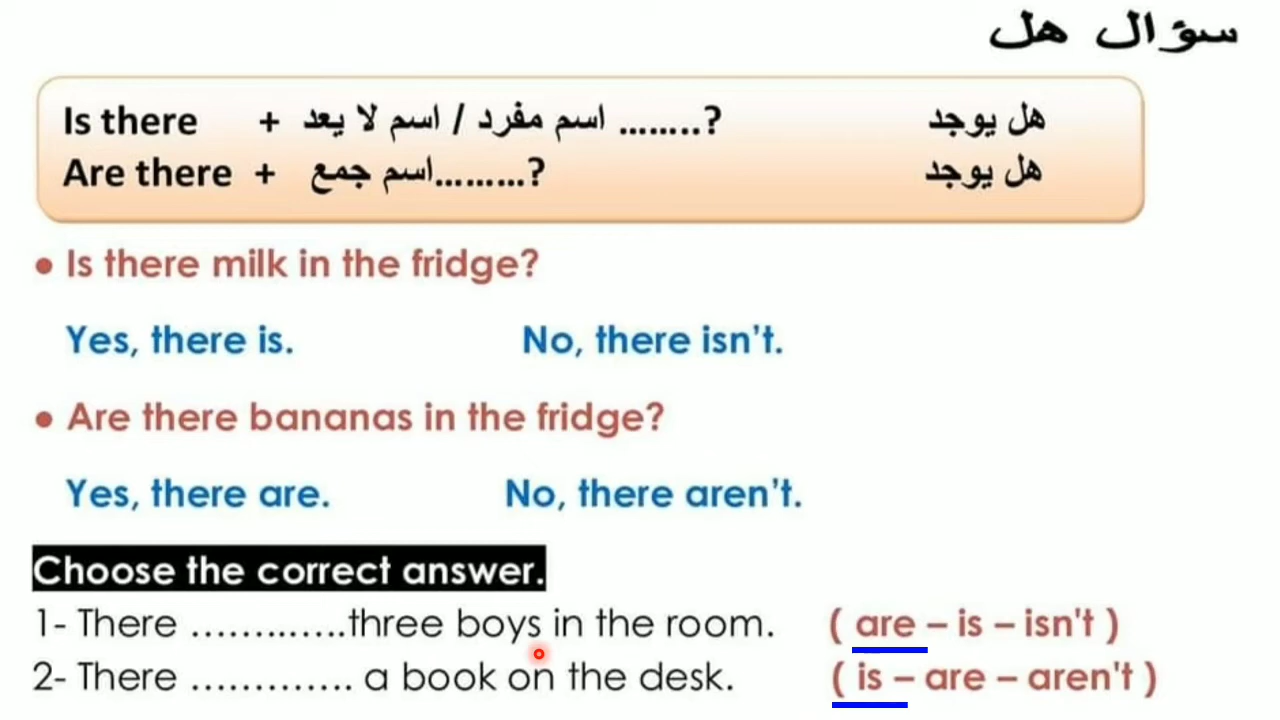 سؤال هل
Is there + اسم مفرد / اسم لا يعد ........? هل يوجد
Are there + اسم جمع.........? هل يوجد
● Is there milk in the fridge?
Yes, there is. No, there isn't.
● Are there bananas in the fridge?
Yes, there are. No, there aren't.
Choose the correct answer.
1- There .............three boys in the room. ( are – is – isn't )
2- There ............. a book on the desk. ( is – are – aren't )